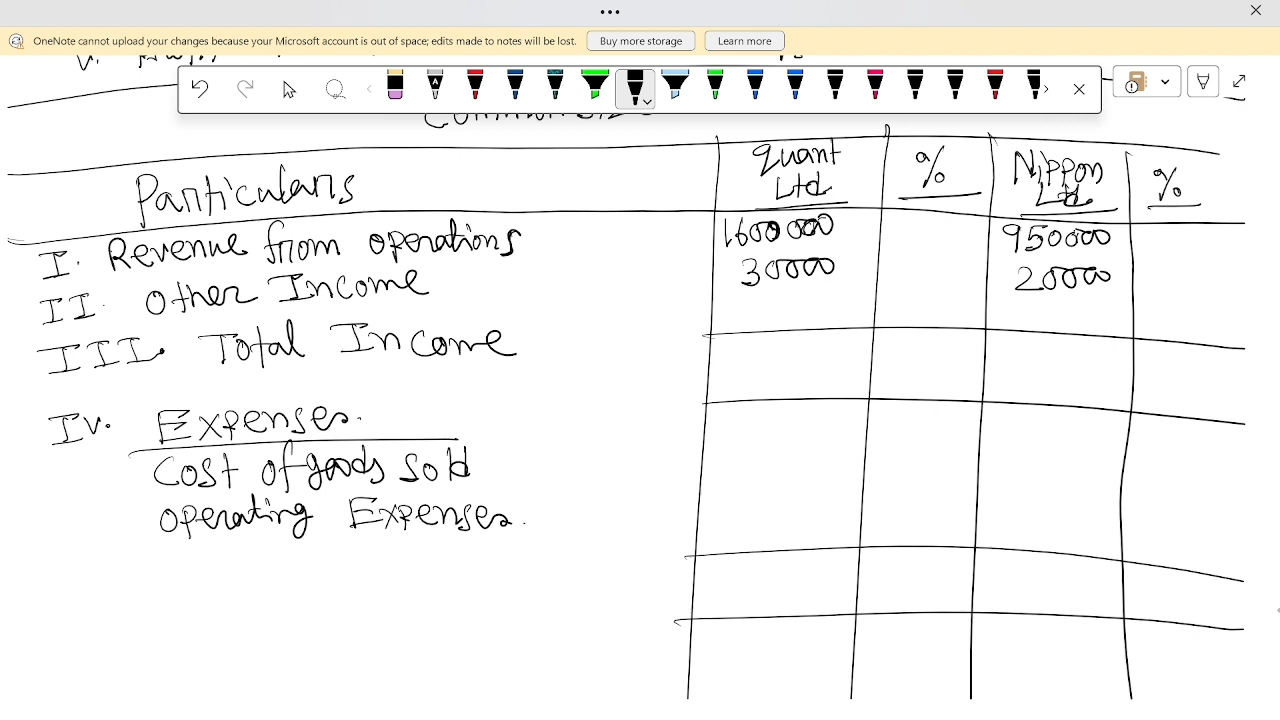 •••
OneNote cannot upload your changes because your Microsoft account is out of space; edits made to notes will be lost. Buy more storage Learn more
Particulars Quant Ltd % Nippon Ltd %
I. Revenue from operations 1600000 950000
II. Other Income 30000 20000
III. Total Income
IV. Expenses.
Cost of goods sold
operating Expenses.